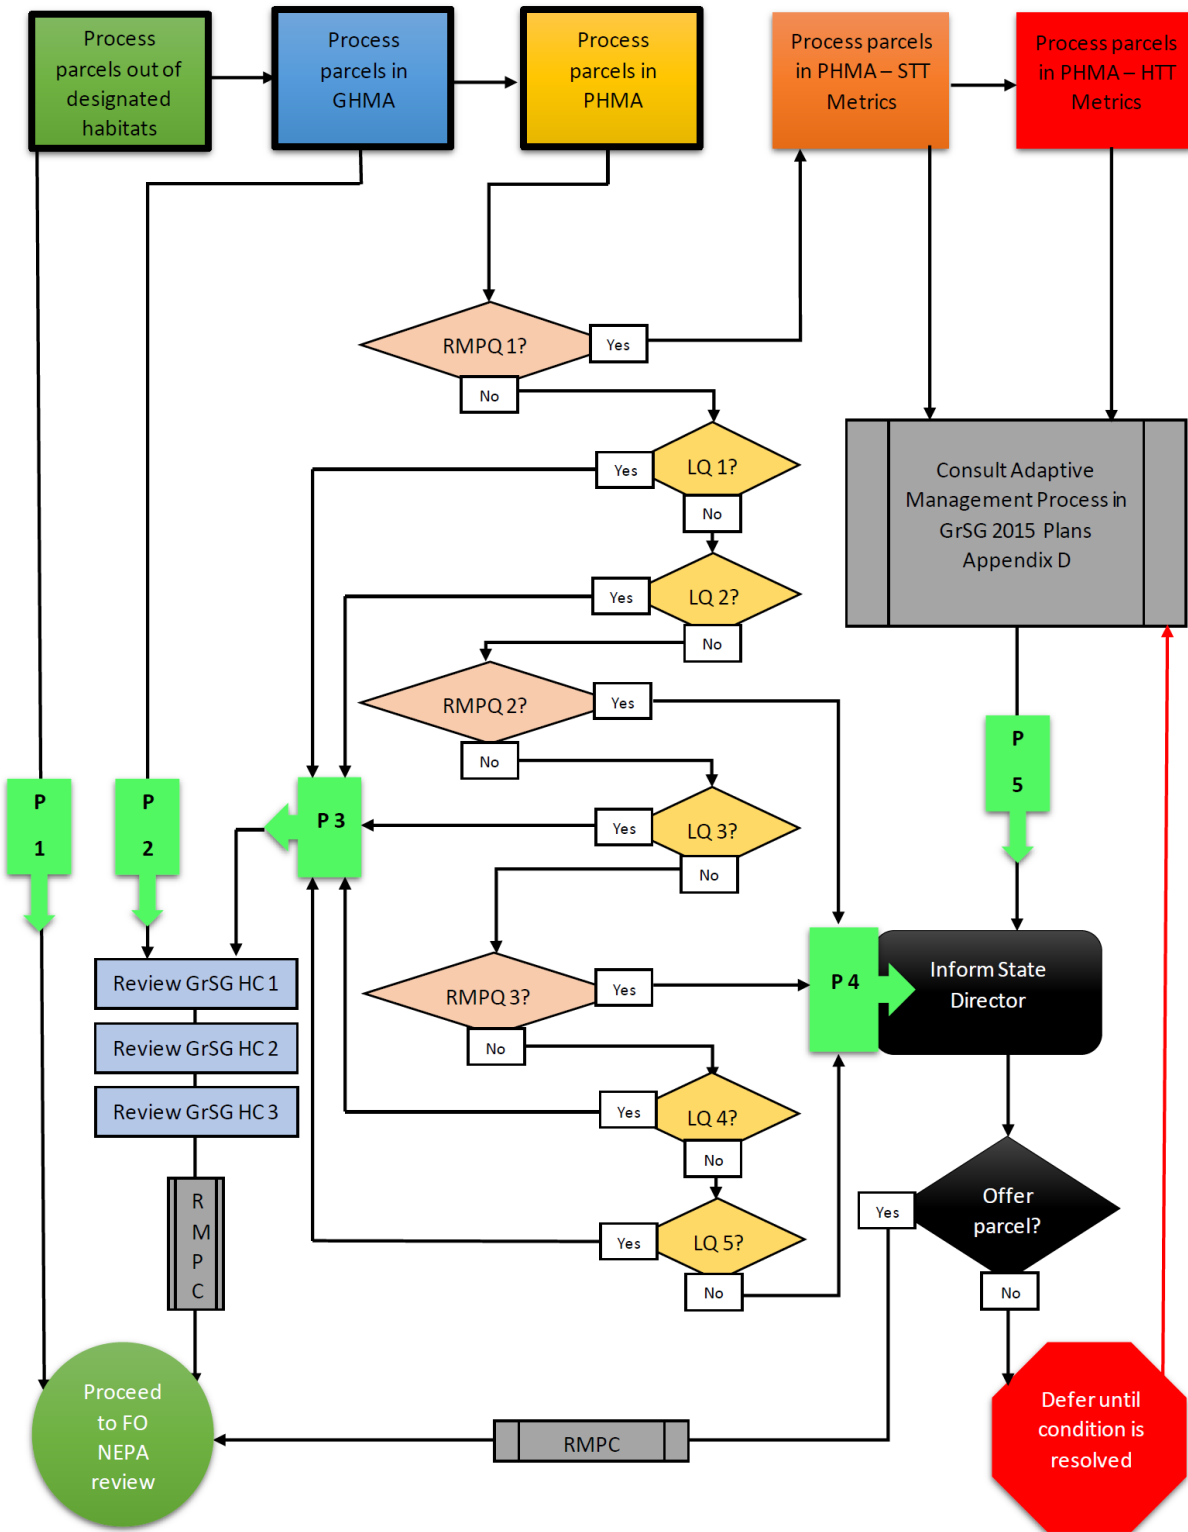 Process
parcels out of
designated
habitats
Process
parcels in
GHMA
Process
parcels in
PHMA
Process parcels
in PHMA – STT
Metrics
Process parcels
in PHMA – HTT
Metrics
RMPQ 1?
Yes
No
LQ 1?
Yes
No
Consult Adaptive
Management Process in
GrSG 2015 Plans
Appendix D
LQ 2?
Yes
No
RMPQ 2?
Yes
No
P
1
P
2
P 3
LQ 3?
Yes
No
P
5
RMPQ 3?
Yes
No
P 4
Inform State
Director
Review GrSG HC 1
Review GrSG HC 2
Review GrSG HC 3
LQ 4?
Yes
No
R
M
P
C
LQ 5?
Yes
No
Offer
parcel?
Yes
No
Proceed
to FO
NEPA
review
RMPC
Defer until
condition is
resolved